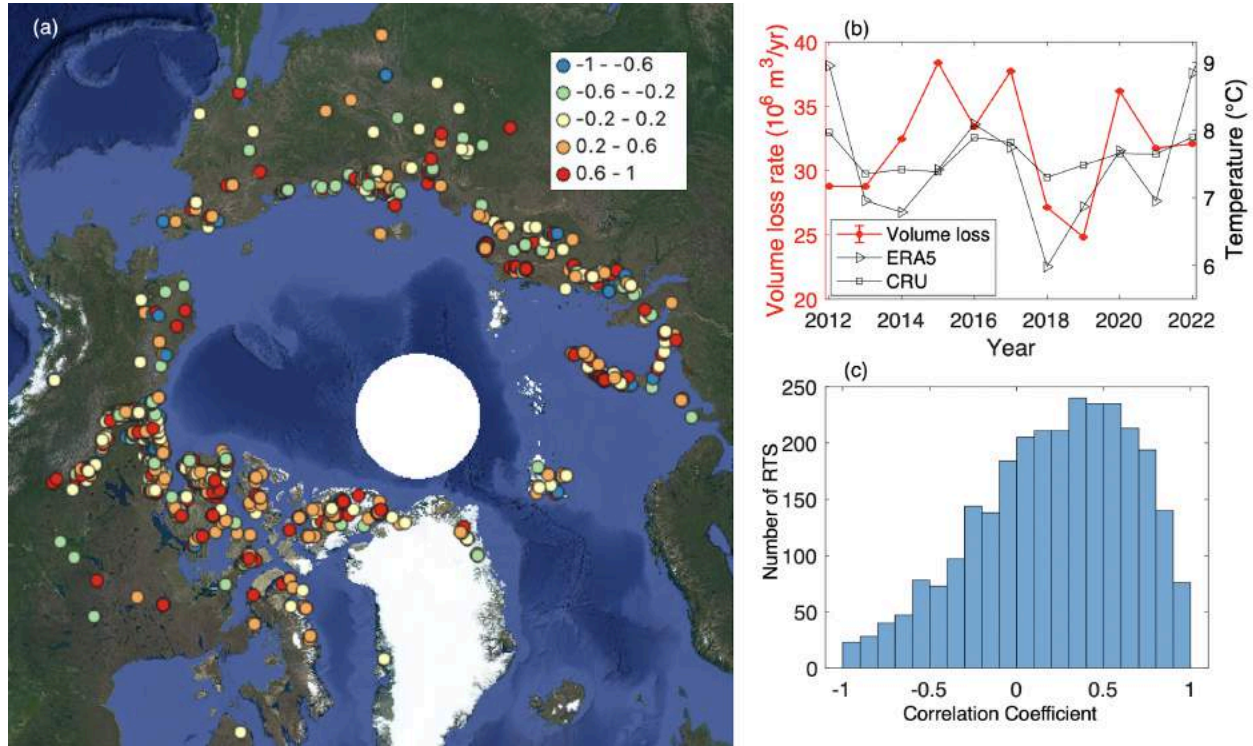 (a)
-1 - -0.6
-0.6 - -0.2
-0.2 - 0.2
0.2 - 0.6
0.6 - 1
(b)
Volume loss rate (10⁶ m³/yr)
40
35
30
25
20
9
8
7
6
Temperature (°C)
Volume loss
ERA5
CRU
2012 2014 2016 2018 2020 2022
Year
(c)
Number of RTS
250
200
150
100
50
0
-1 -0.5 0 0.5 1
Correlation Coefficient